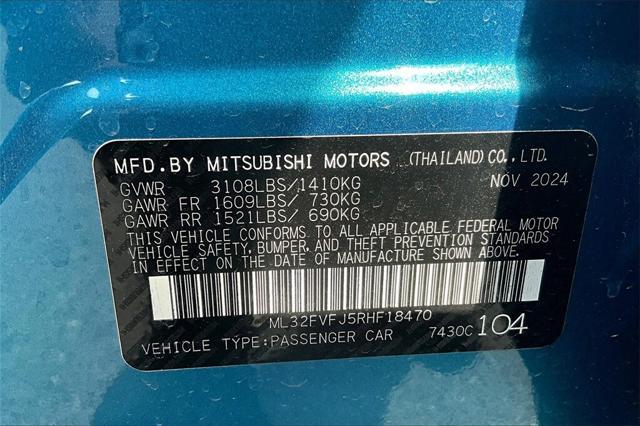 MFD.BY MITSUBISHI MOTORS (THAILAND) CO., LTD.
GVWR 3108LBS/1410KG NOV 2024
GAWR FR 1609LBS/ 730KG
GAWR RR 1521LBS/ 690KG
THIS VEHICLE CONFORMS TO ALL APPLICABLE FEDERAL MOTOR
VEHICLE SAFETY, BUMPER, AND THEFT PREVENTION STANDARDS
IN EFFECT ON THE DATE OF MANUFACTURE SHOWN ABOVE.
ML32FVFJ5RHF18470
VEHICLE TYPE:PASSENGER CAR 7430C 104